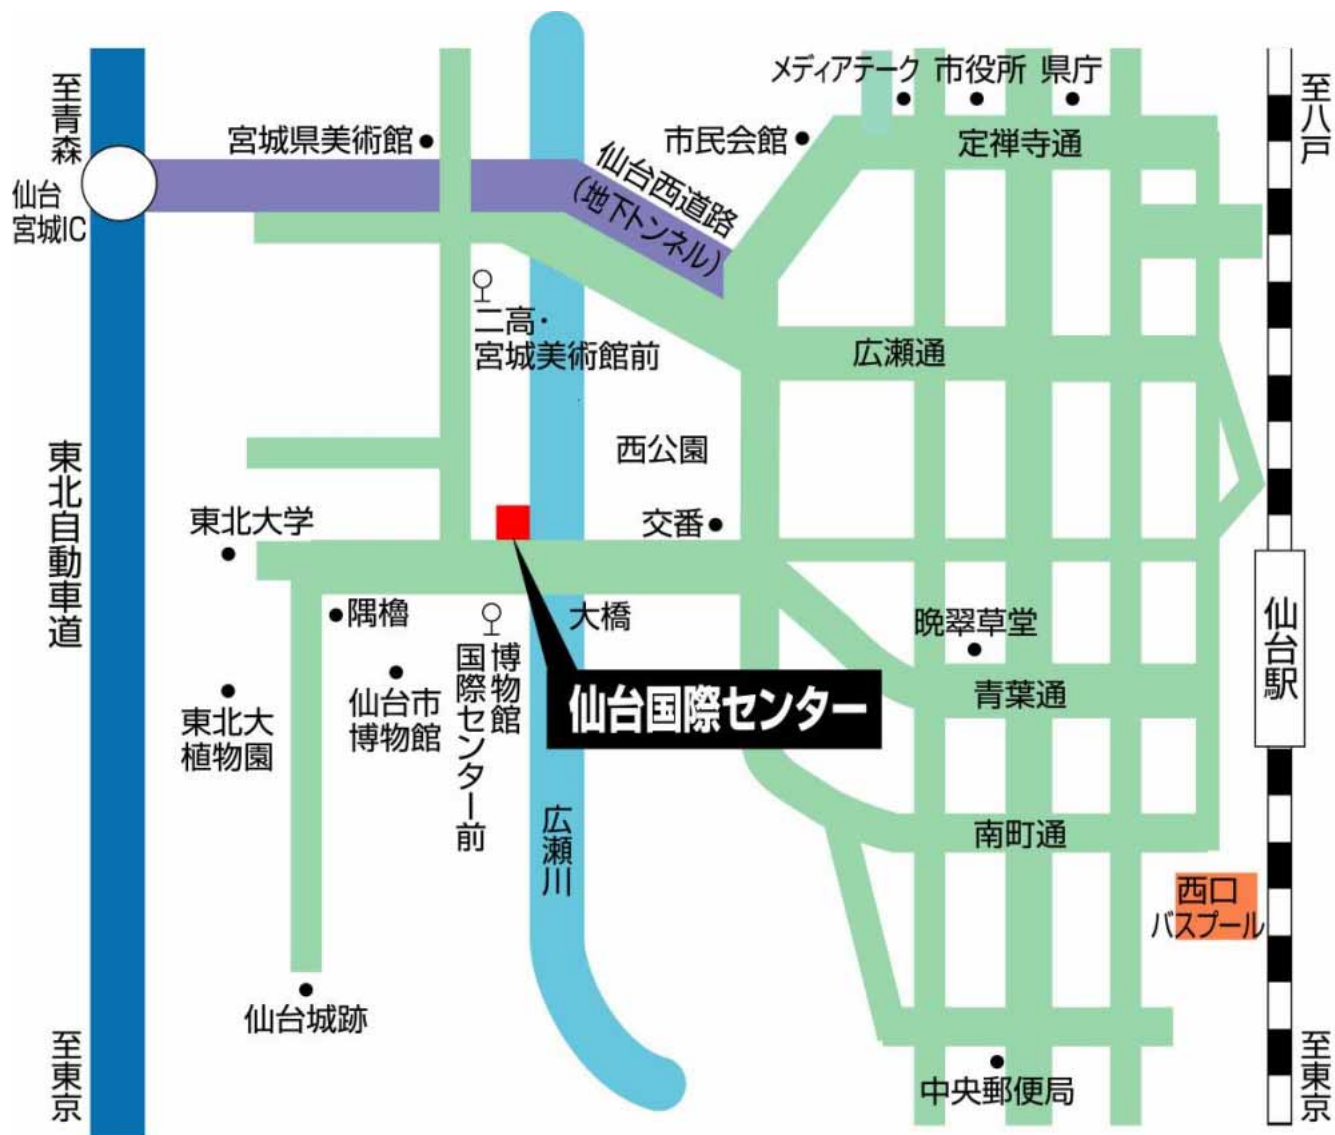 至青森
仙台
宮城IC
宮城県美術館
仙台西道路
(地下トンネル)
市民会館
メディアテーク
市役所
県庁
定禅寺通
至八戸
二高・
宮城美術館前
広瀬通
西公園
東北自動車道
東北大学
交番
隅櫓
大橋
晩翠草堂
仙台駅
博物館
国際センター前
仙台市
博物館
東北大
植物園
仙台国際センター
青葉通
広瀬川
南町通
西口
バスプール
仙台城跡
中央郵便局
至東京
至東京